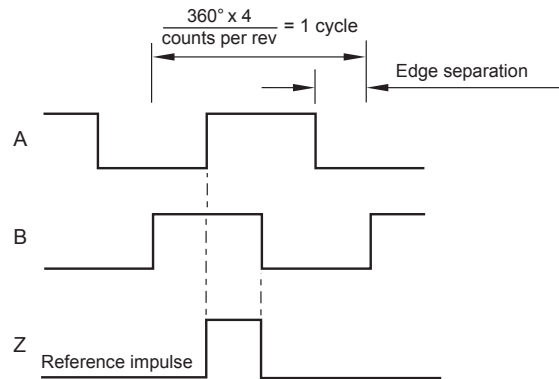 360° x 4
counts per rev
= 1 cycle
Edge separation
A
B
Z
Reference impulse